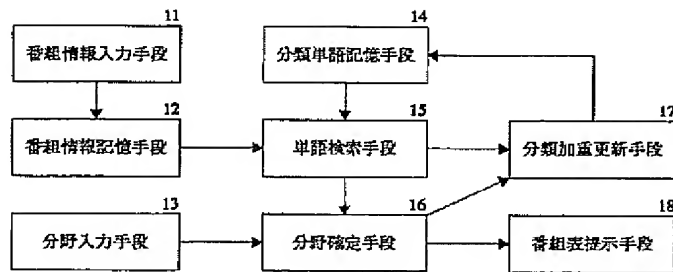 11
番組情報入力手段
14
分類単語記憶手段
12
番組情報記憶手段
15
単語検索手段
17
分類加重更新手段
13
分野入力手段
16
分野確定手段
18
番組表提示手段